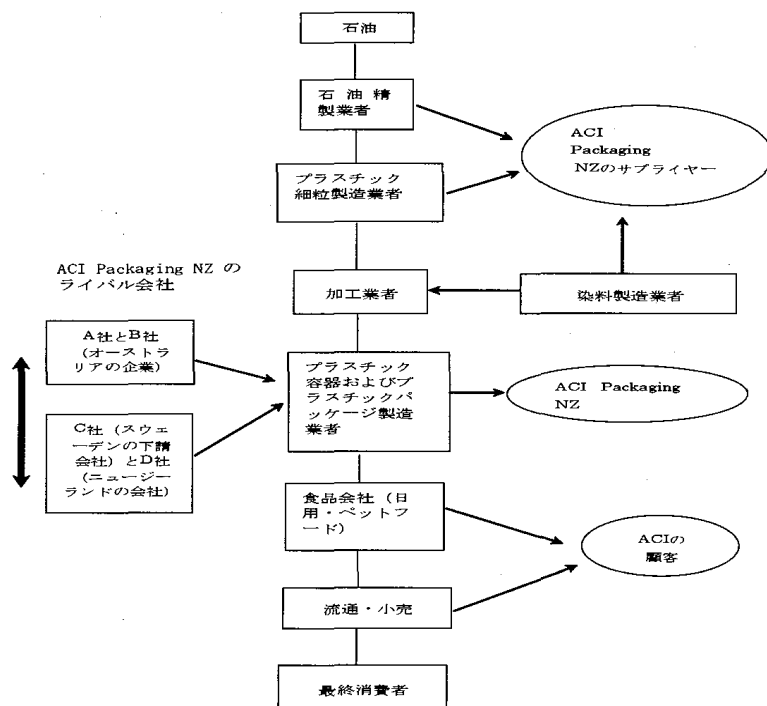 石油
石 油 精
製業者
ACI
Packaging
NZのサプライヤー
プラスチック
細粒製造業者
ACI Packaging NZ の
ライバル会社
加工業者
染料製造業者
A社とB社
(オーストラ
リアの企業)
プラスチック
容器およびプ
ラスチックパ
ッケージ製造
業者
ACI Packaging
NZ
C社 (スウェ
ーデンの下請
会社) とD社
(ニュージー
ランドの会社)
食品会社 (日
用・ペットフ
ード)
ACIの
顧客
流通・小売
最終消費者